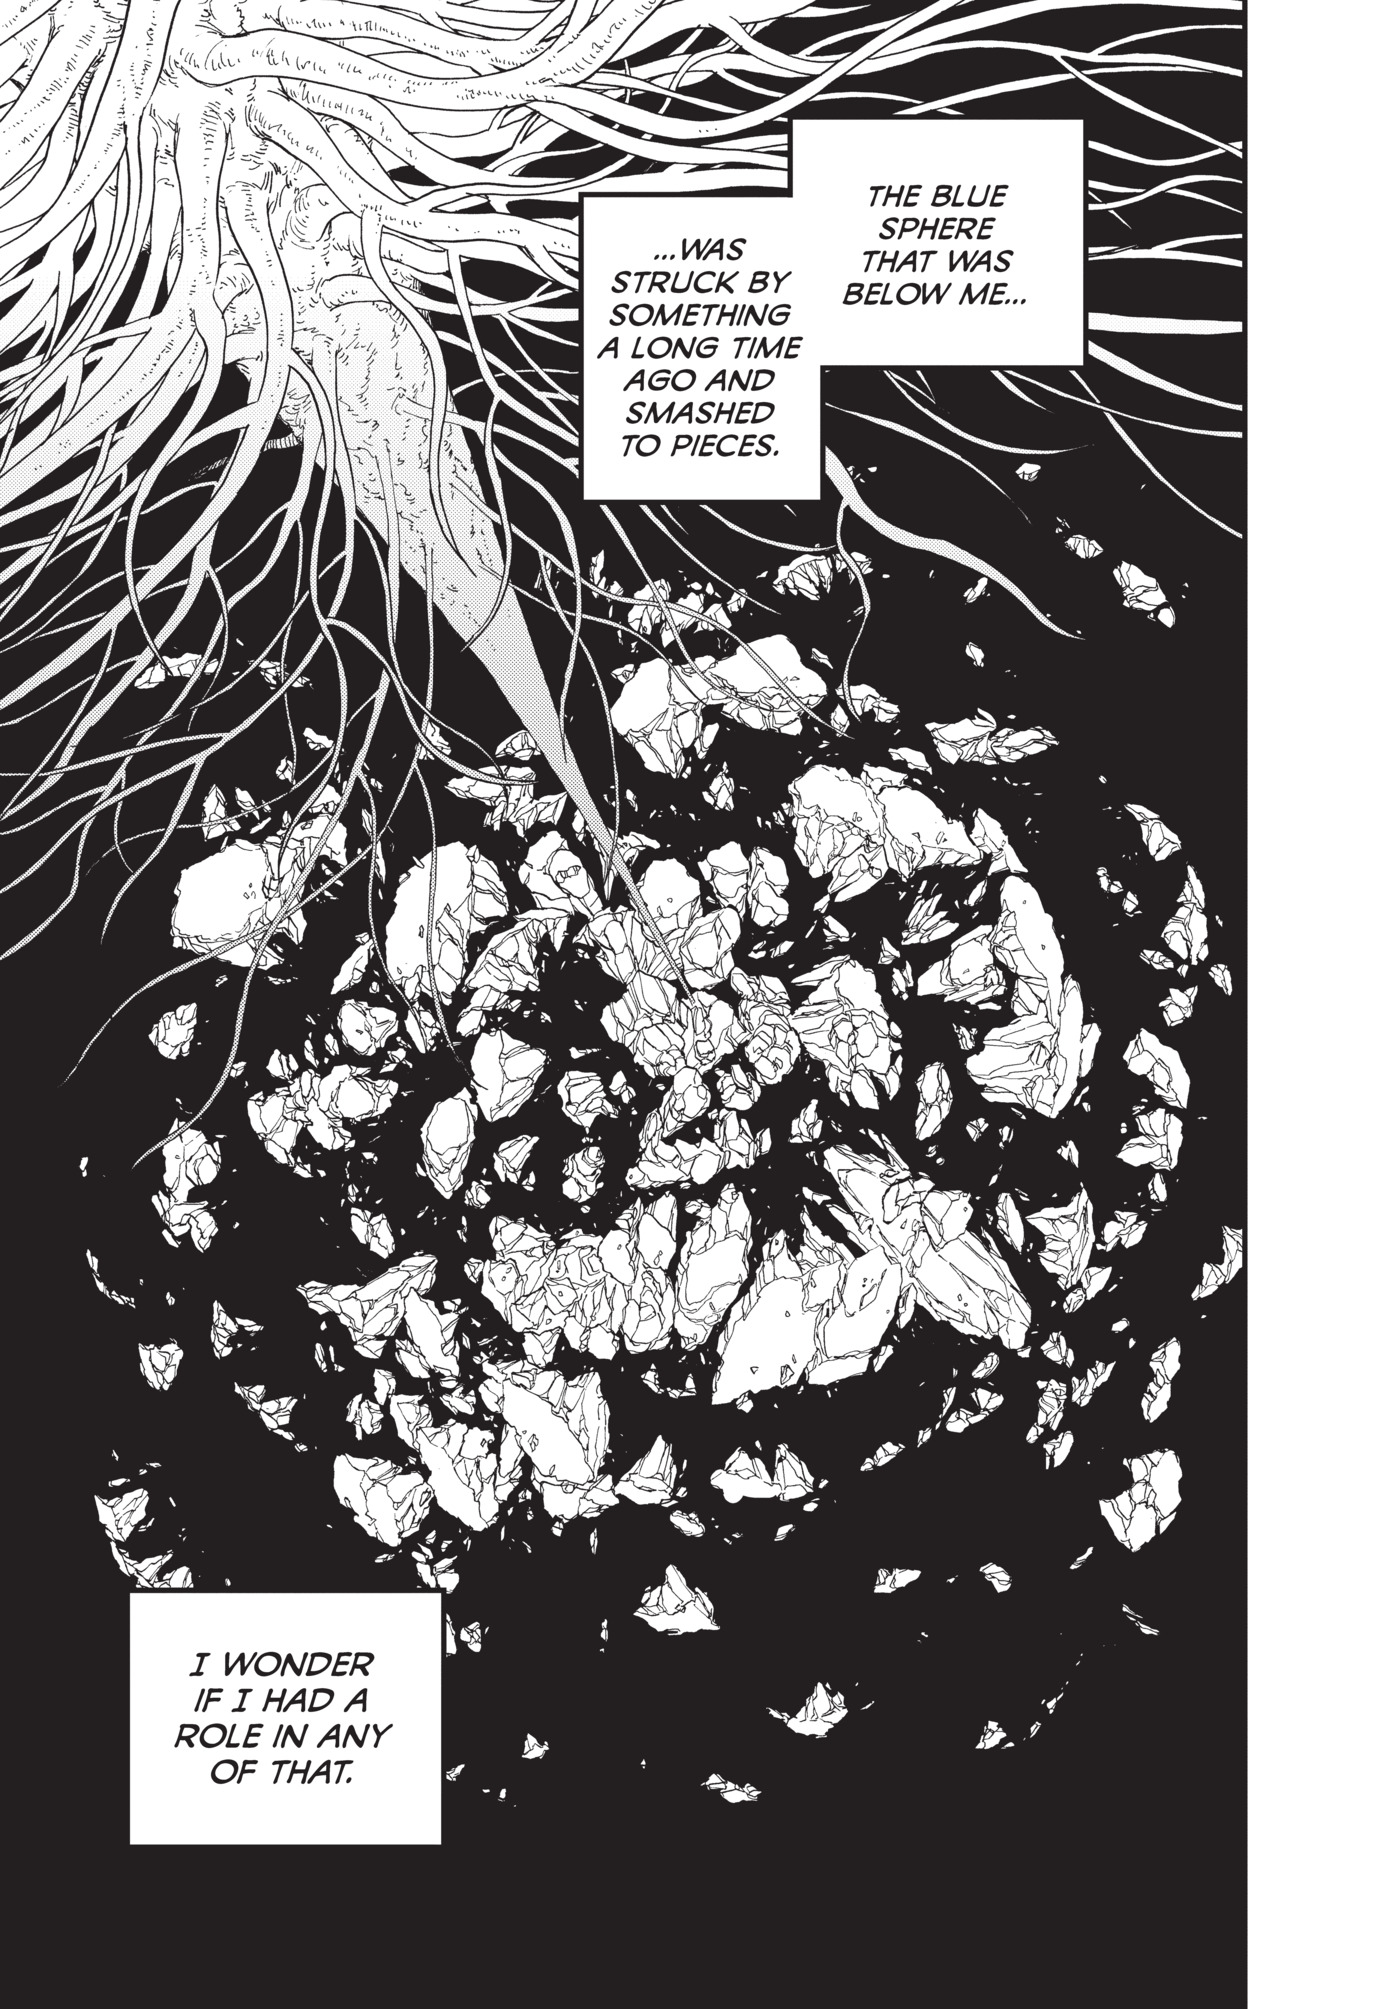 THE BLUE
SPHERE
THAT WAS
BELOW ME...
...WAS
STRUCK BY
SOMETHING
A LONG TIME
AGO AND
SMASHED
TO PIECES.
I WONDER
IF I HAD A
ROLE IN ANY
OF THAT.